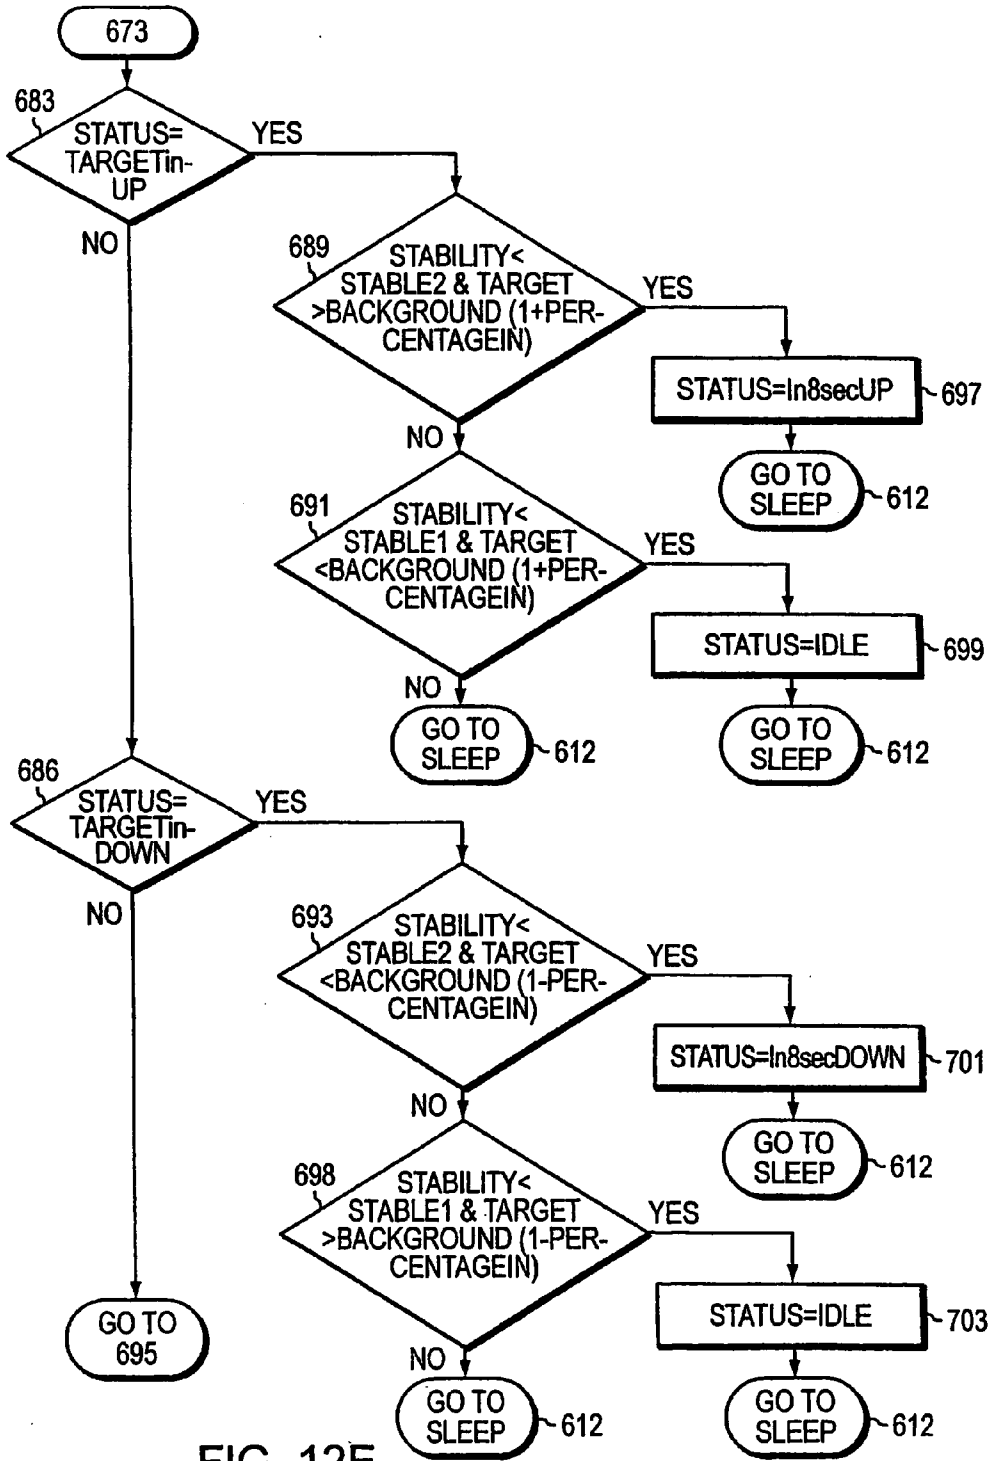 673
683
STATUS=
TARGETin-
UP
YES
NO
689
STABILITY<
STABLE2 & TARGET
>BACKGROUND (1+PER-
CENTAGEIN)
YES
STATUS=In8secUP
697
GO TO
SLEEP
612
NO
691
STABILITY<
STABLE1 & TARGET
<BACKGROUND (1+PER-
CENTAGEIN)
YES
STATUS=IDLE
699
GO TO
SLEEP
612
NO
GO TO
SLEEP
612
686
STATUS=
TARGETin-
DOWN
YES
NO
693
STABILITY<
STABLE2 & TARGET
<BACKGROUND (1-PER-
CENTAGEIN)
YES
STATUS=In8secDOWN
701
GO TO
SLEEP
612
NO
698
STABILITY<
STABLE1 & TARGET
>BACKGROUND (1-PER-
CENTAGEIN)
YES
STATUS=IDLE
703
GO TO
SLEEP
612
NO
GO TO
SLEEP
612
GO TO
695
FIG.